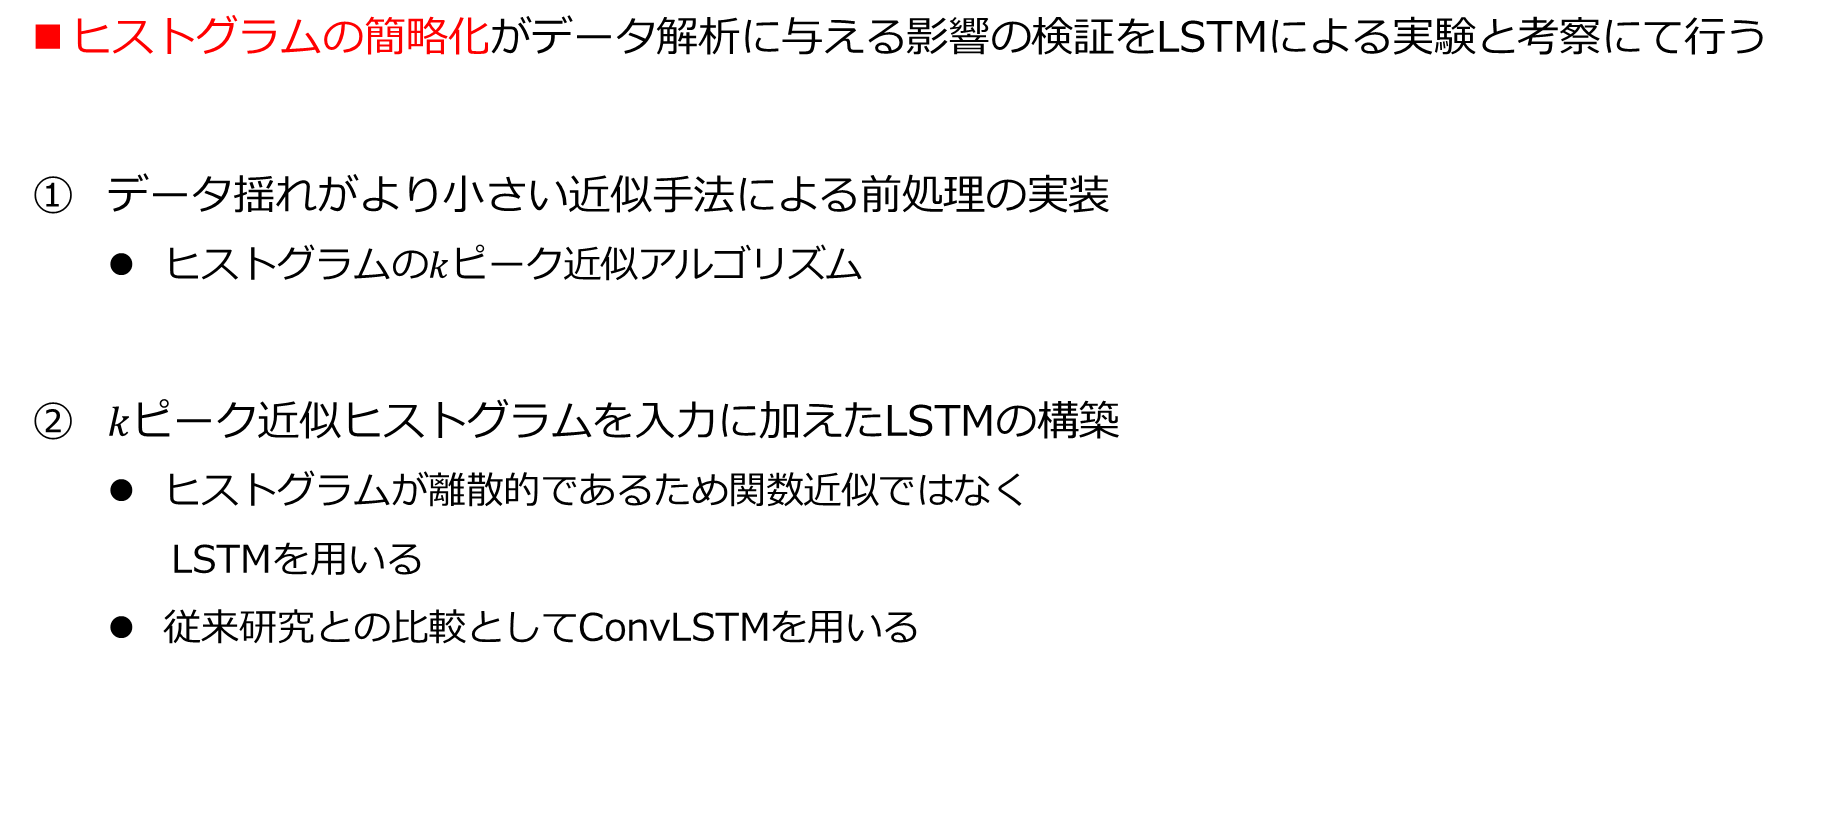 ■ヒストグラムの簡略化がデータ解析に与える影響の検証をLSTMによる実験と考察にて行う
① データ揺れがより小さい近似手法による前処理の実装
● ヒストグラムのkピーク近似アルゴリズム
② kピーク近似ヒストグラムを入力に加えたLSTMの構築
● ヒストグラムが離散的であるため関数近似ではなく
LSTMを用いる
● 従来研究との比較としてConvLSTMを用いる